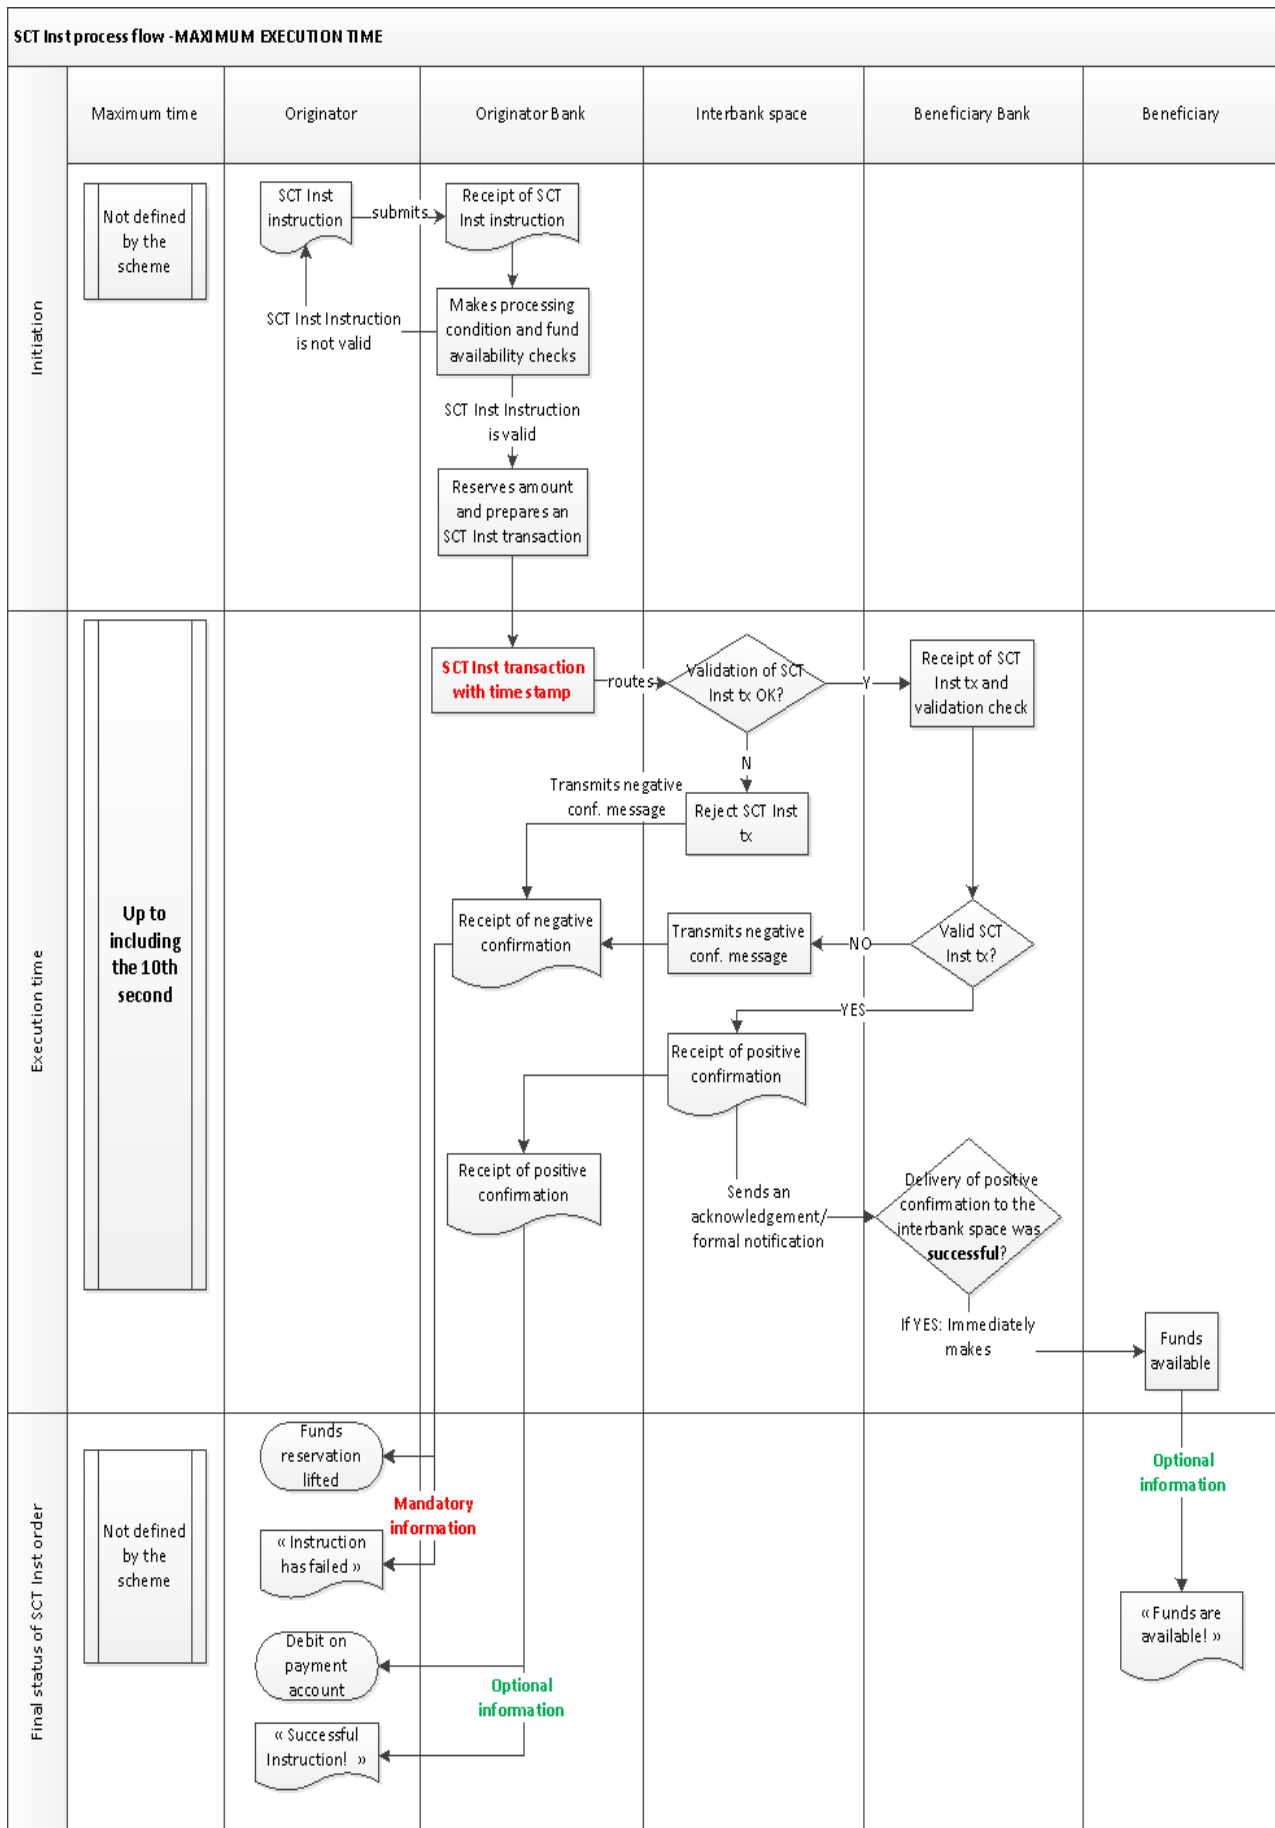 SCT Inst process flow -MAXIMUM EXECUTION TIME
Maximum time
Originator
Originator Bank
Interbank space
Beneficiary Bank
Beneficiary
Initiation
Not defined
by the
scheme
SCT Inst
instruction
submits
Receipt of SCT
Inst instruction
SCT Inst Instruction
is not valid
Makes processing
condition and fund
availability checks
SCT Inst Instruction
is valid
Reserves amount
and prepares an
SCT Inst transaction
Execution time
Up to
including
the 10th
second
SCT Inst transaction
with time stamp
routes
Validation of SCT
Inst tx OK?
Y
Receipt of SCT
Inst tx and
validation check
N
Transmits negative
conf. message
Reject SCT Inst
tx
Receipt of negative
confirmation
Transmits negative
conf. message
NO
Valid SCT
Inst tx?
YES
Receipt of positive
confirmation
Receipt of positive
confirmation
Sends an
acknowledgement/
formal notification
Delivery of positive
confirmation to the
interbank space was
successful?
If YES: Immediately
makes
Funds
available
Final status of SCT Inst order
Not defined
by the
scheme
Funds
reservation
lifted
Mandatory
information
« Instruction
has failed »
Debit on
payment
account
Optional
information
« Successful
Instruction! »
Optional
information
« Funds are
available! »